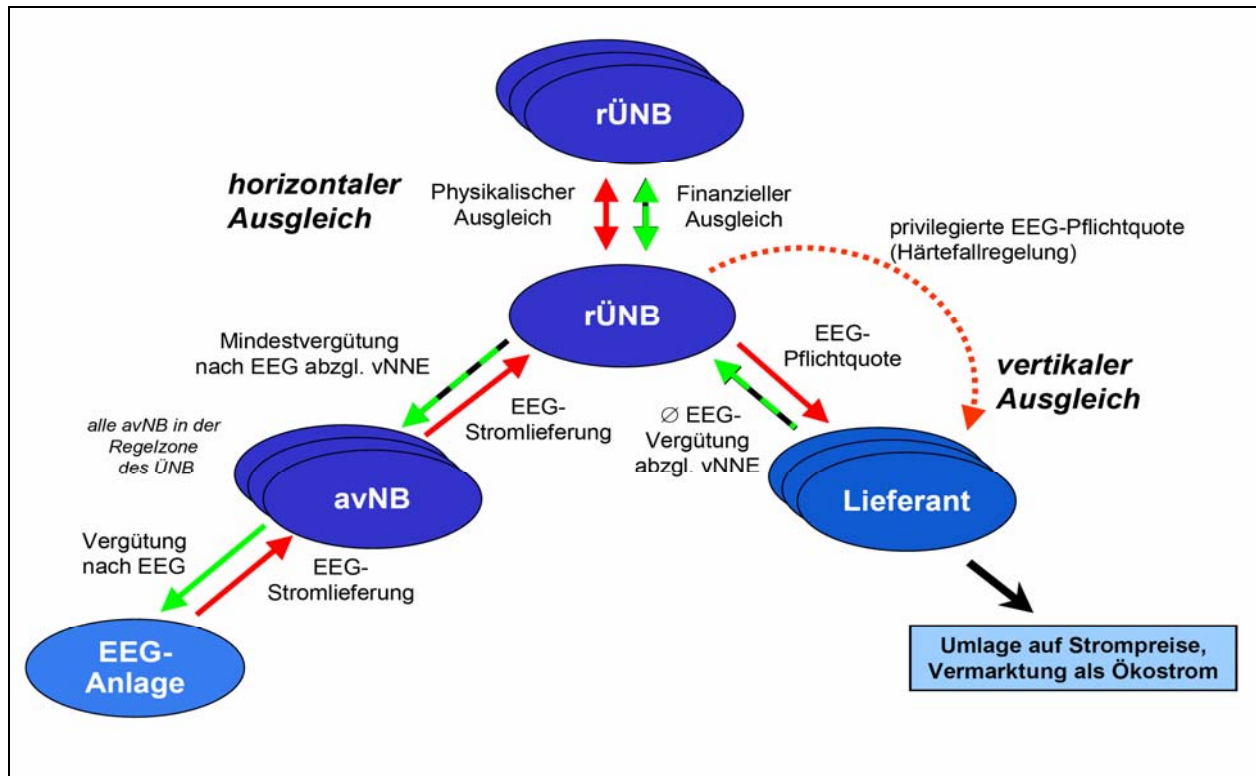 rÜNB
horizontaler
Ausgleich
Physikalischer
Ausgleich
Finanzieller
Ausgleich
privilegierte EEG-Pflichtquote
(Härtefallregelung)
rÜNB
Mindestvergütung
nach EEG abzgl. vNNE
EEG-
Pflichtquote
vertikaler
Ausgleich
alle avNB in der
Regelzone
des ÜNB
EEG-
Stromlieferung
∅ EEG-
Vergütung
abzgl. vNNE
avNB
Lieferant
Vergütung
nach EEG
EEG-
Stromlieferung
EEG-
Anlage
Umlage auf Strompreise,
Vermarktung als Ökostrom